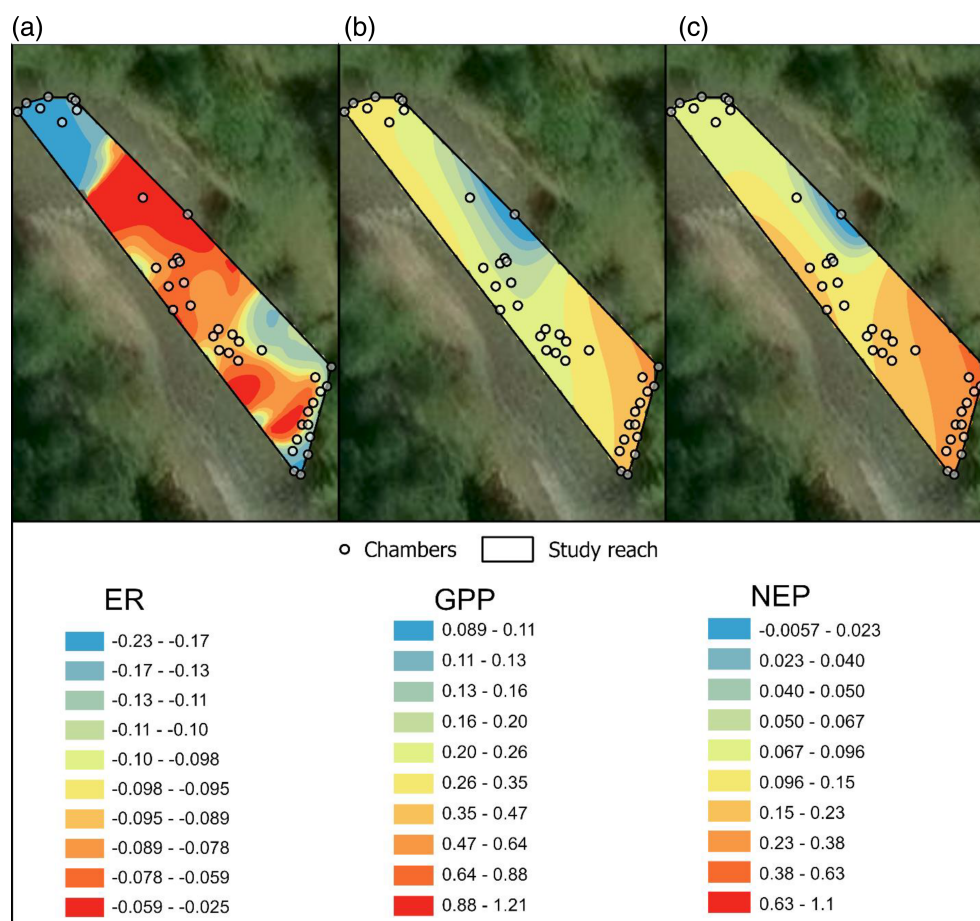 (a)
(b)
(c)
Chambers
Study reach
ER
-0.23 - -0.17
-0.17 - -0.13
-0.13 - -0.11
-0.11 - -0.10
-0.10 - -0.098
-0.098 - -0.095
-0.095 - -0.089
-0.089 - -0.078
-0.078 - -0.059
-0.059 - -0.025
GPP
0.089 - 0.11
0.11 - 0.13
0.13 - 0.16
0.16 - 0.20
0.20 - 0.26
0.26 - 0.35
0.35 - 0.47
0.47 - 0.64
0.64 - 0.88
0.88 - 1.21
NEP
-0.0057 - 0.023
0.023 - 0.040
0.040 - 0.050
0.050 - 0.067
0.067 - 0.096
0.096 - 0.15
0.15 - 0.23
0.23 - 0.38
0.38 - 0.63
0.63 - 1.1